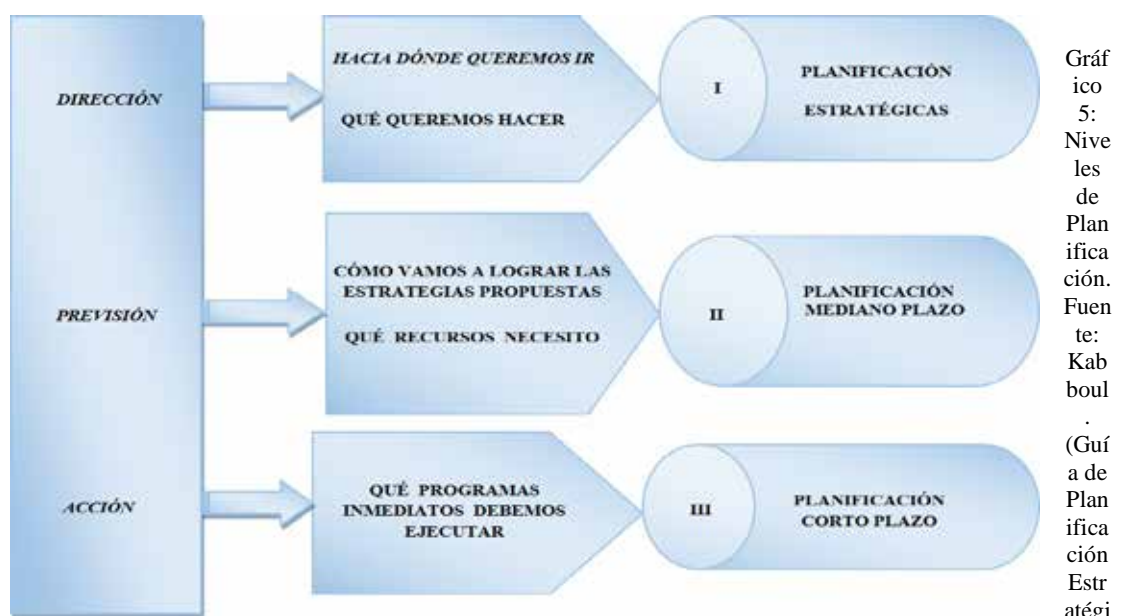 DIRECCIÓN
HACIA DÓNDE QUEREMOS IR
QUÉ QUEREMOS HACER
I
PLANIFICACIÓN
ESTRATÉGICAS
PREVISIÓN
CÓMO VAMOS A LOGRAR LAS
ESTRATEGIAS PROPUESTAS
QUÉ RECURSOS NECESITO
II
PLANIFICACIÓN
MEDIANO PLAZO
ACCIÓN
QUÉ PROGRAMAS
INMEDIATOS DEBEMOS
EJECUTAR
III
PLANIFICACIÓN
CORTO PLAZO
Gráf
ico
5:
Nive
les
de
Plan
ifica
ción.
Fuen
te:
Kab
boul
.
(Guí
a de
Plan
ifica
ción
Estr
atégi